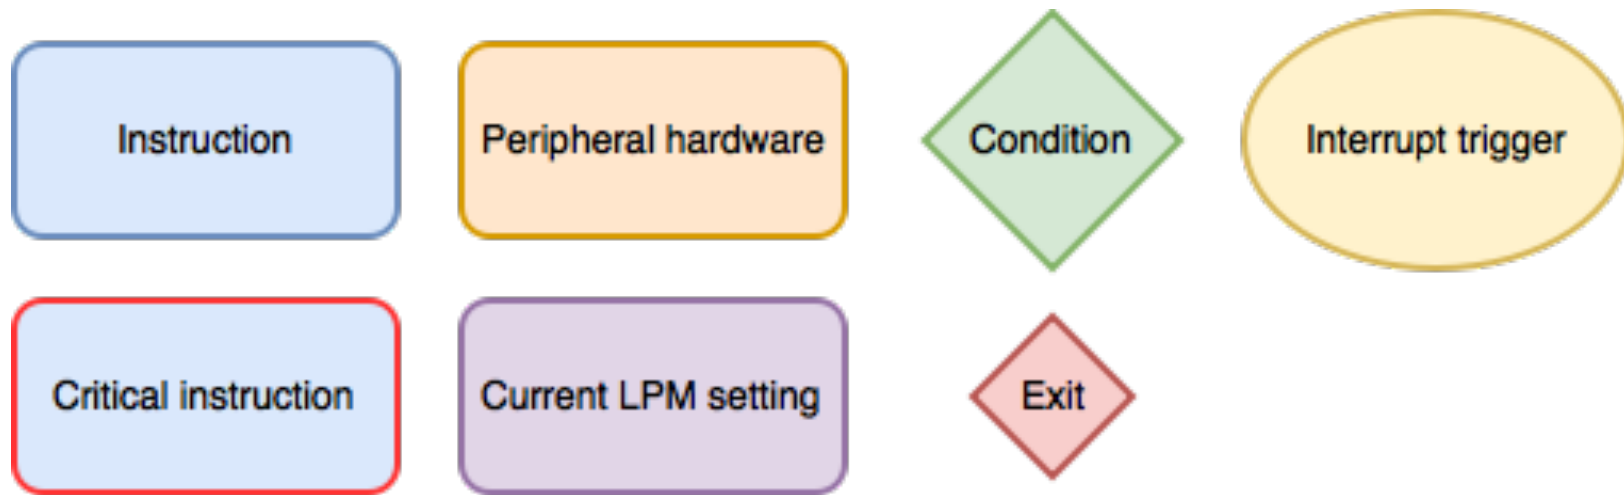 Instruction
Peripheral hardware
Condition
Interrupt trigger
Critical instruction
Current LPM setting
Exit